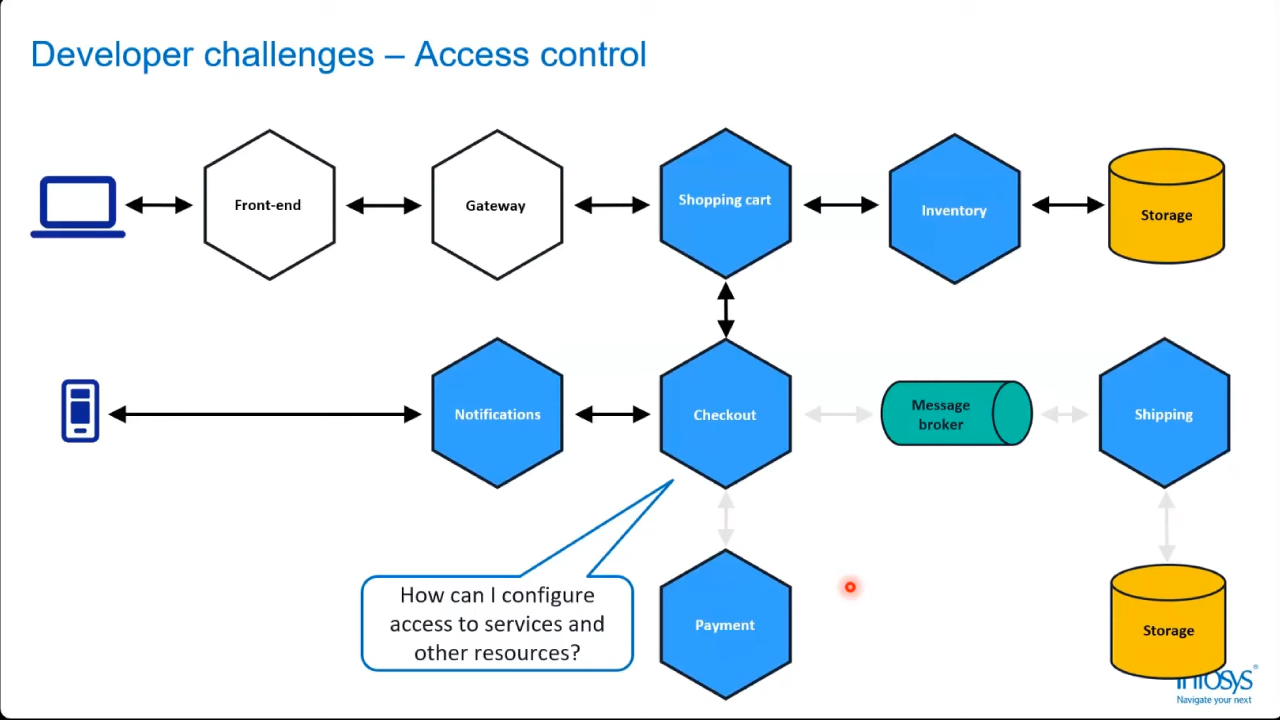 Developer challenges – Access control
Front-end
Gateway
Shopping cart
Inventory
Storage
Notifications
Checkout
Message
broker
Shipping
How can I configure
access to services and
other resources?
Payment
Storage
Infosys®
Navigate your next